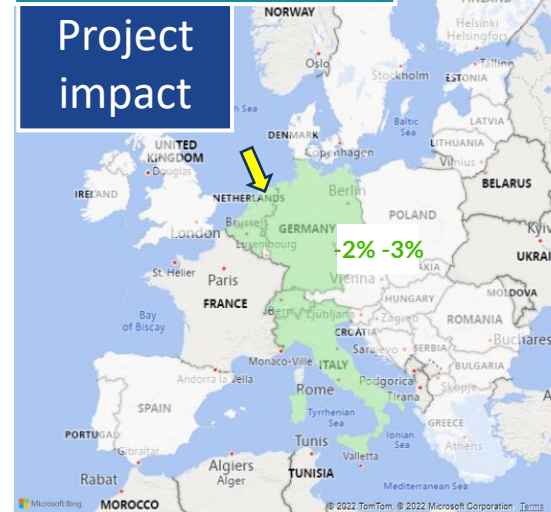 Project
impact
NORWAY
Helsinki
Helsingfors
Oslo
Stockholm
Tallinn
ESTONIA
Sea
Baltic
Sea
LATVIA
DENMARK
Copenhagen
LITHUANIA
Vilnius
UNITED
KINGDOM
Douglas
BELARUS
IRELAND
NETHERLANDS
Berlin
POLAND
London
Brussels
GERMANY
Kyiv
Luxembourg
-2% -3%
UKRAI
St. Helier
Paris
Vienna
AKIA
FRANCE
Bern
Ljubljana
Zagreb
HUNGARY
MOLDOVA
ROMANIA
Bay
of Biscay
CROATIA
Sarajevo
SERBIA
Buchares
Monaco-Ville
ITALY
BULGARIA
Andorra la Vella
Rome
Podgorica
Skopje
Tirana
SPAIN
Tyrrhenian
Sea
PORTUGAL
Ionian
Sea
GREECE
Athens
Gibraltar
Tunis
Algiers
Alger
Valletta
TUNISIA
Rabat
Mediterranean Sea
Microsoft Bing
MOROCCO
© 2022 TomTom, © 2022 Microsoft Corporation Terms